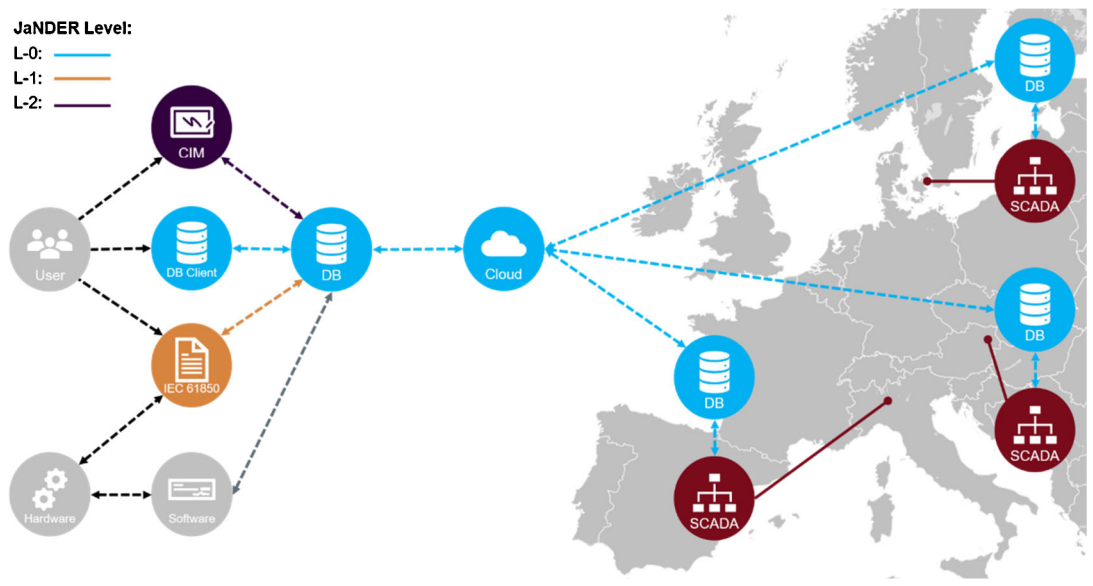 JaNDER Level:
L-0:
L-1:
L-2:
CIM
User
DB Client
DB
Cloud
IEC 61850
Hardware
Software
DB
SCADA
DB
SCADA
DB
SCADA